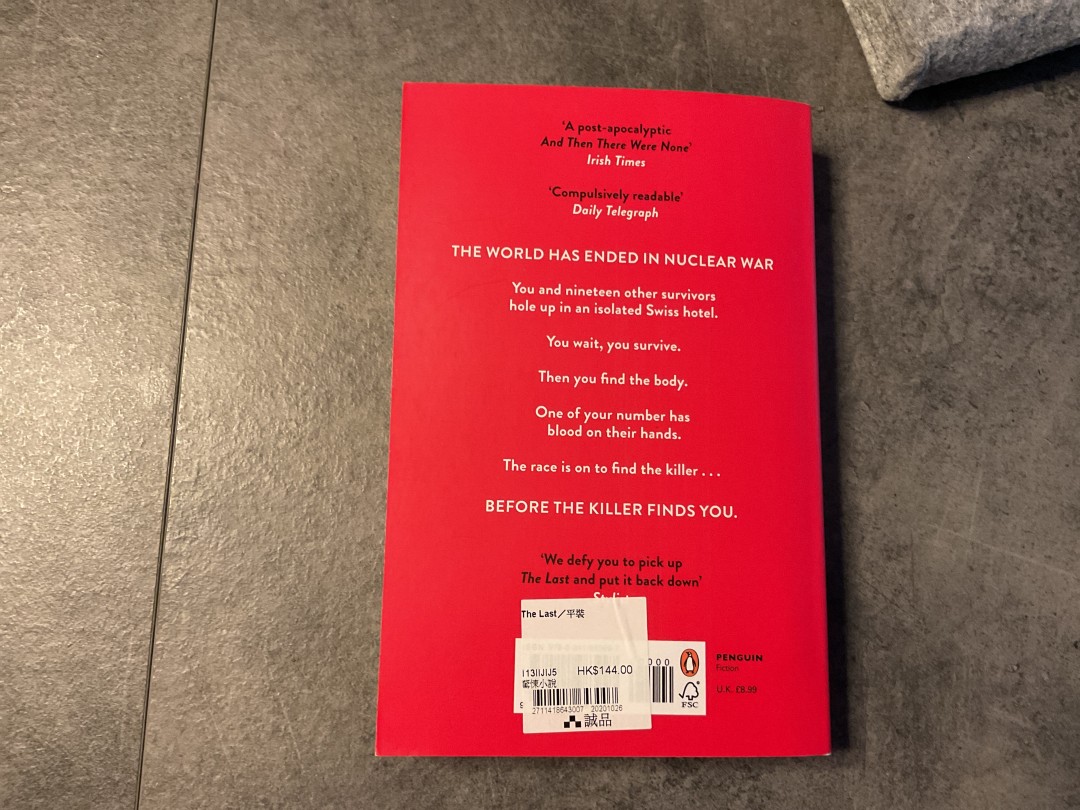 'A post-apocalyptic
And Then There Were None'
Irish Times
'Compulsively readable'
Daily Telegraph
THE WORLD HAS ENDED IN NUCLEAR WAR
You and nineteen other survivors
hole up in an isolated Swiss hotel.
You wait, you survive.
Then you find the body.
One of your number has
blood on their hands.
The race is on to find the killer . . .
BEFORE THE KILLER FINDS YOU.
'We defy you to pick up
The Last and put it back down'
The Last／平裝
HK$144.00
驚悚小說
2711418643007 20201026
誠品
000
PENGUIN
Fiction
U.K. £8.99
FSC